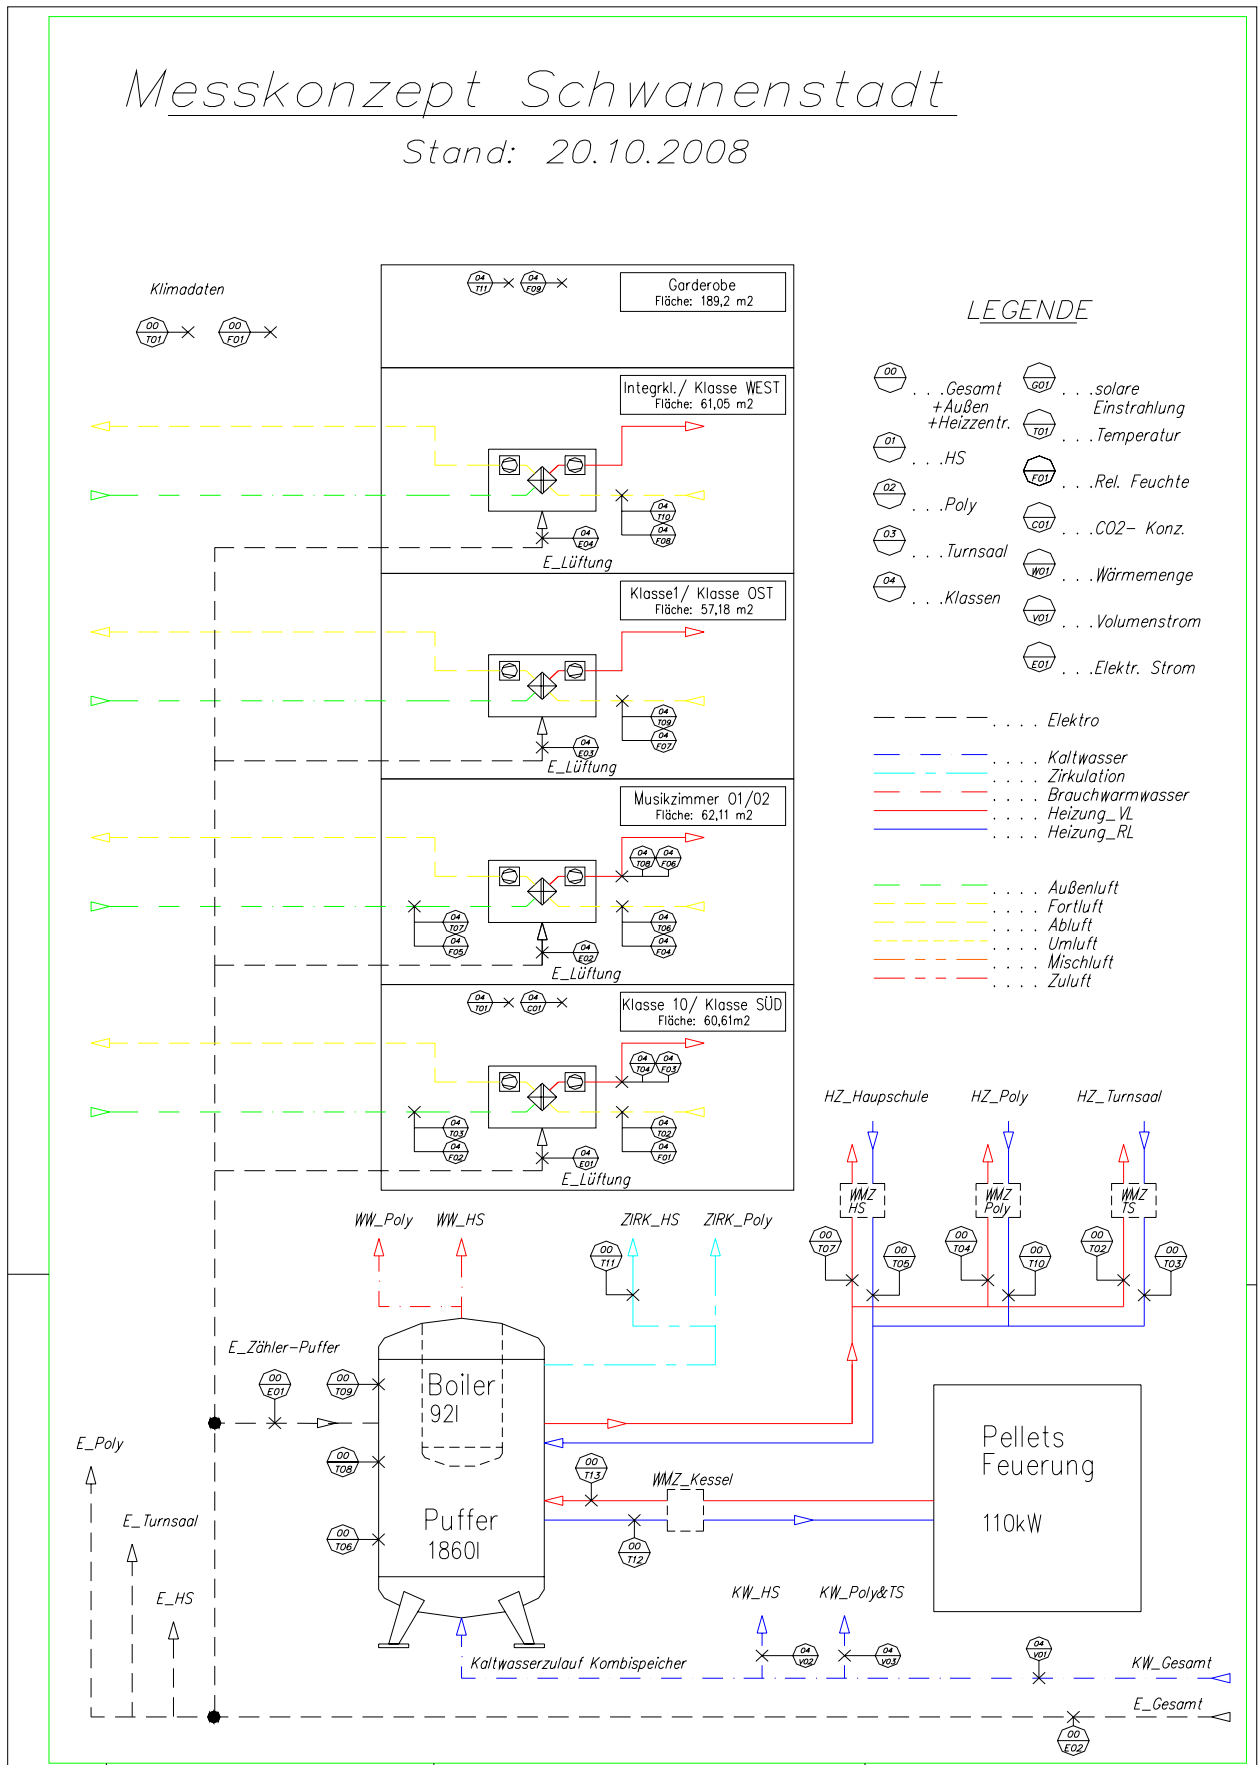 Messkonzept Schwanenstadt
Stand: 20.10.2008
Klimadaten
00 T01
00 F01
04 T11
04 F09
Garderobe
Fläche: 189,2 m2
Integrkl./ Klasse WEST
Fläche: 61,05 m2
04 T10
04 F08
04 E04
E_Lüftung
Klasse1/ Klasse OST
Fläche: 57,18 m2
04 T09
04 F07
04 E03
E_Lüftung
Musikzimmer 01/02
Fläche: 62,11 m2
04 T08
04 F06
04 T07
04 F05
04 T06
04 F04
04 E02
E_Lüftung
04 T01
04 C01
Klasse 10/ Klasse SÜD
Fläche: 60,61m2
04 T04
04 F03
04 T03
04 F02
04 T02
04 F01
04 E01
E_Lüftung
LEGENDE
00 . . .Gesamt
+Außen
+Heizzentr.
01 . . .HS
02 . . .Poly
03 . . .Turnsaal
04 . . .Klassen
G01 . . .solare
Einstrahlung
T01 . . .Temperatur
F01 . . .Rel. Feuchte
C01 . . .CO2- Konz.
W01 . . .Wärmemenge
V01 . . .Volumenstrom
E01 . . .Elektr. Strom
. . . . Elektro
. . . . Kaltwasser
. . . . Zirkulation
. . . . Brauchwarmwasser
. . . . Heizung_VL
. . . . Heizung_RL
. . . . Außenluft
. . . . Fortluft
. . . . Abluft
. . . . Umluft
. . . . Mischluft
. . . . Zuluft
HZ_Haupschule
HZ_Poly
HZ_Turnsaal
WMZ
HS
WMZ
Poly
WMZ
TS
00 T07
00 T05
00 T04
00 T10
00 T02
00 T03
WW_Poly
WW_HS
ZIRK_HS
ZIRK_Poly
00 T11
E_Zähler-Puffer
00 E01
00 T09
00 T08
00 T06
Boiler
92l
Puffer
1860l
00 T13
WMZ_Kessel
00 T12
Pellets
Feuerung
110kW
E_Poly
E_Turnsaal
E_HS
KW_HS
KW_Poly&TS
04 V02
04 V03
04 V01
Kaltwasserzulauf Kombispeicher
KW_Gesamt
E_Gesamt
00 E02